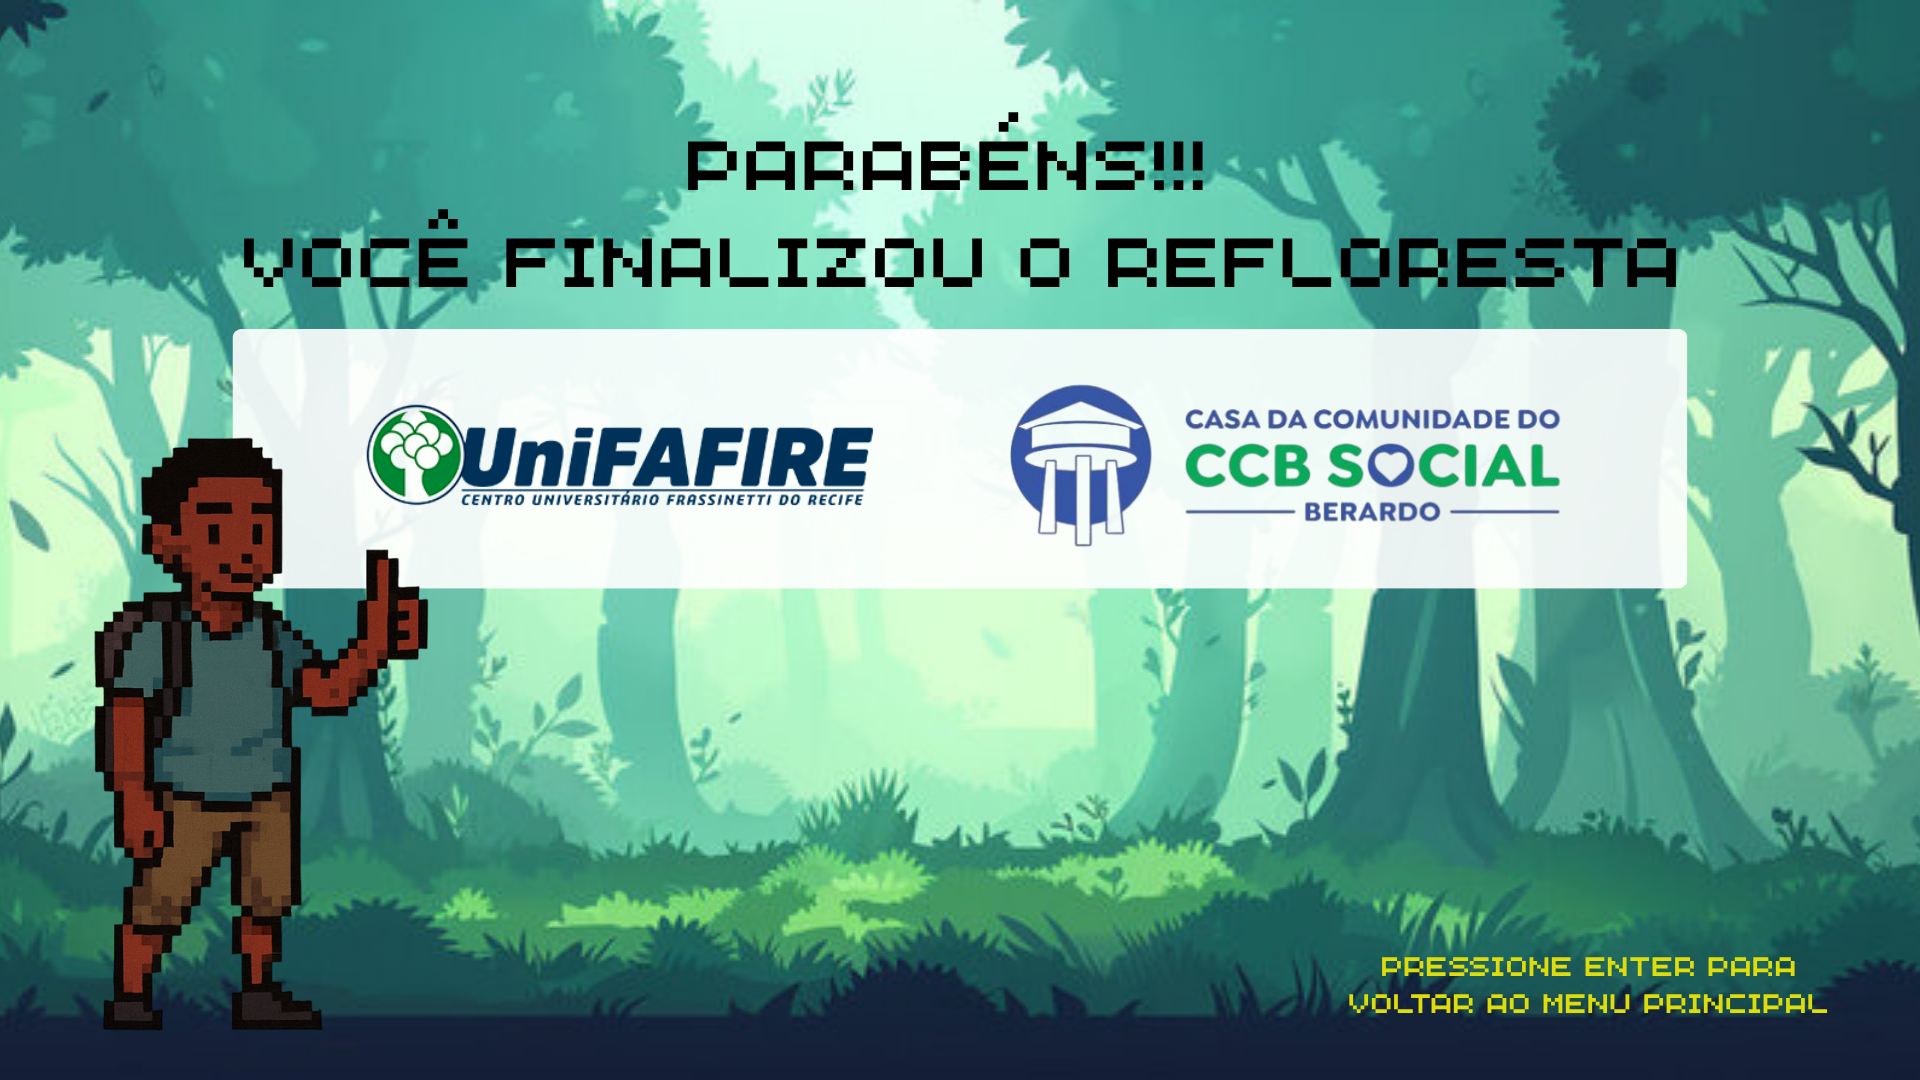 PARABÉNS!!!
VOCÊ FINALIZOU O REFLORESTA
UniFAFIRE
CENTRO UNIVERSITÁRIO FRASSINETTI DO RECIFE
CASA DA COMUNIDADE DO
CCB SOCIAL
BERARDO
PRESSIONE ENTER PARA
VOLTAR AO MENU PRINCIPAL